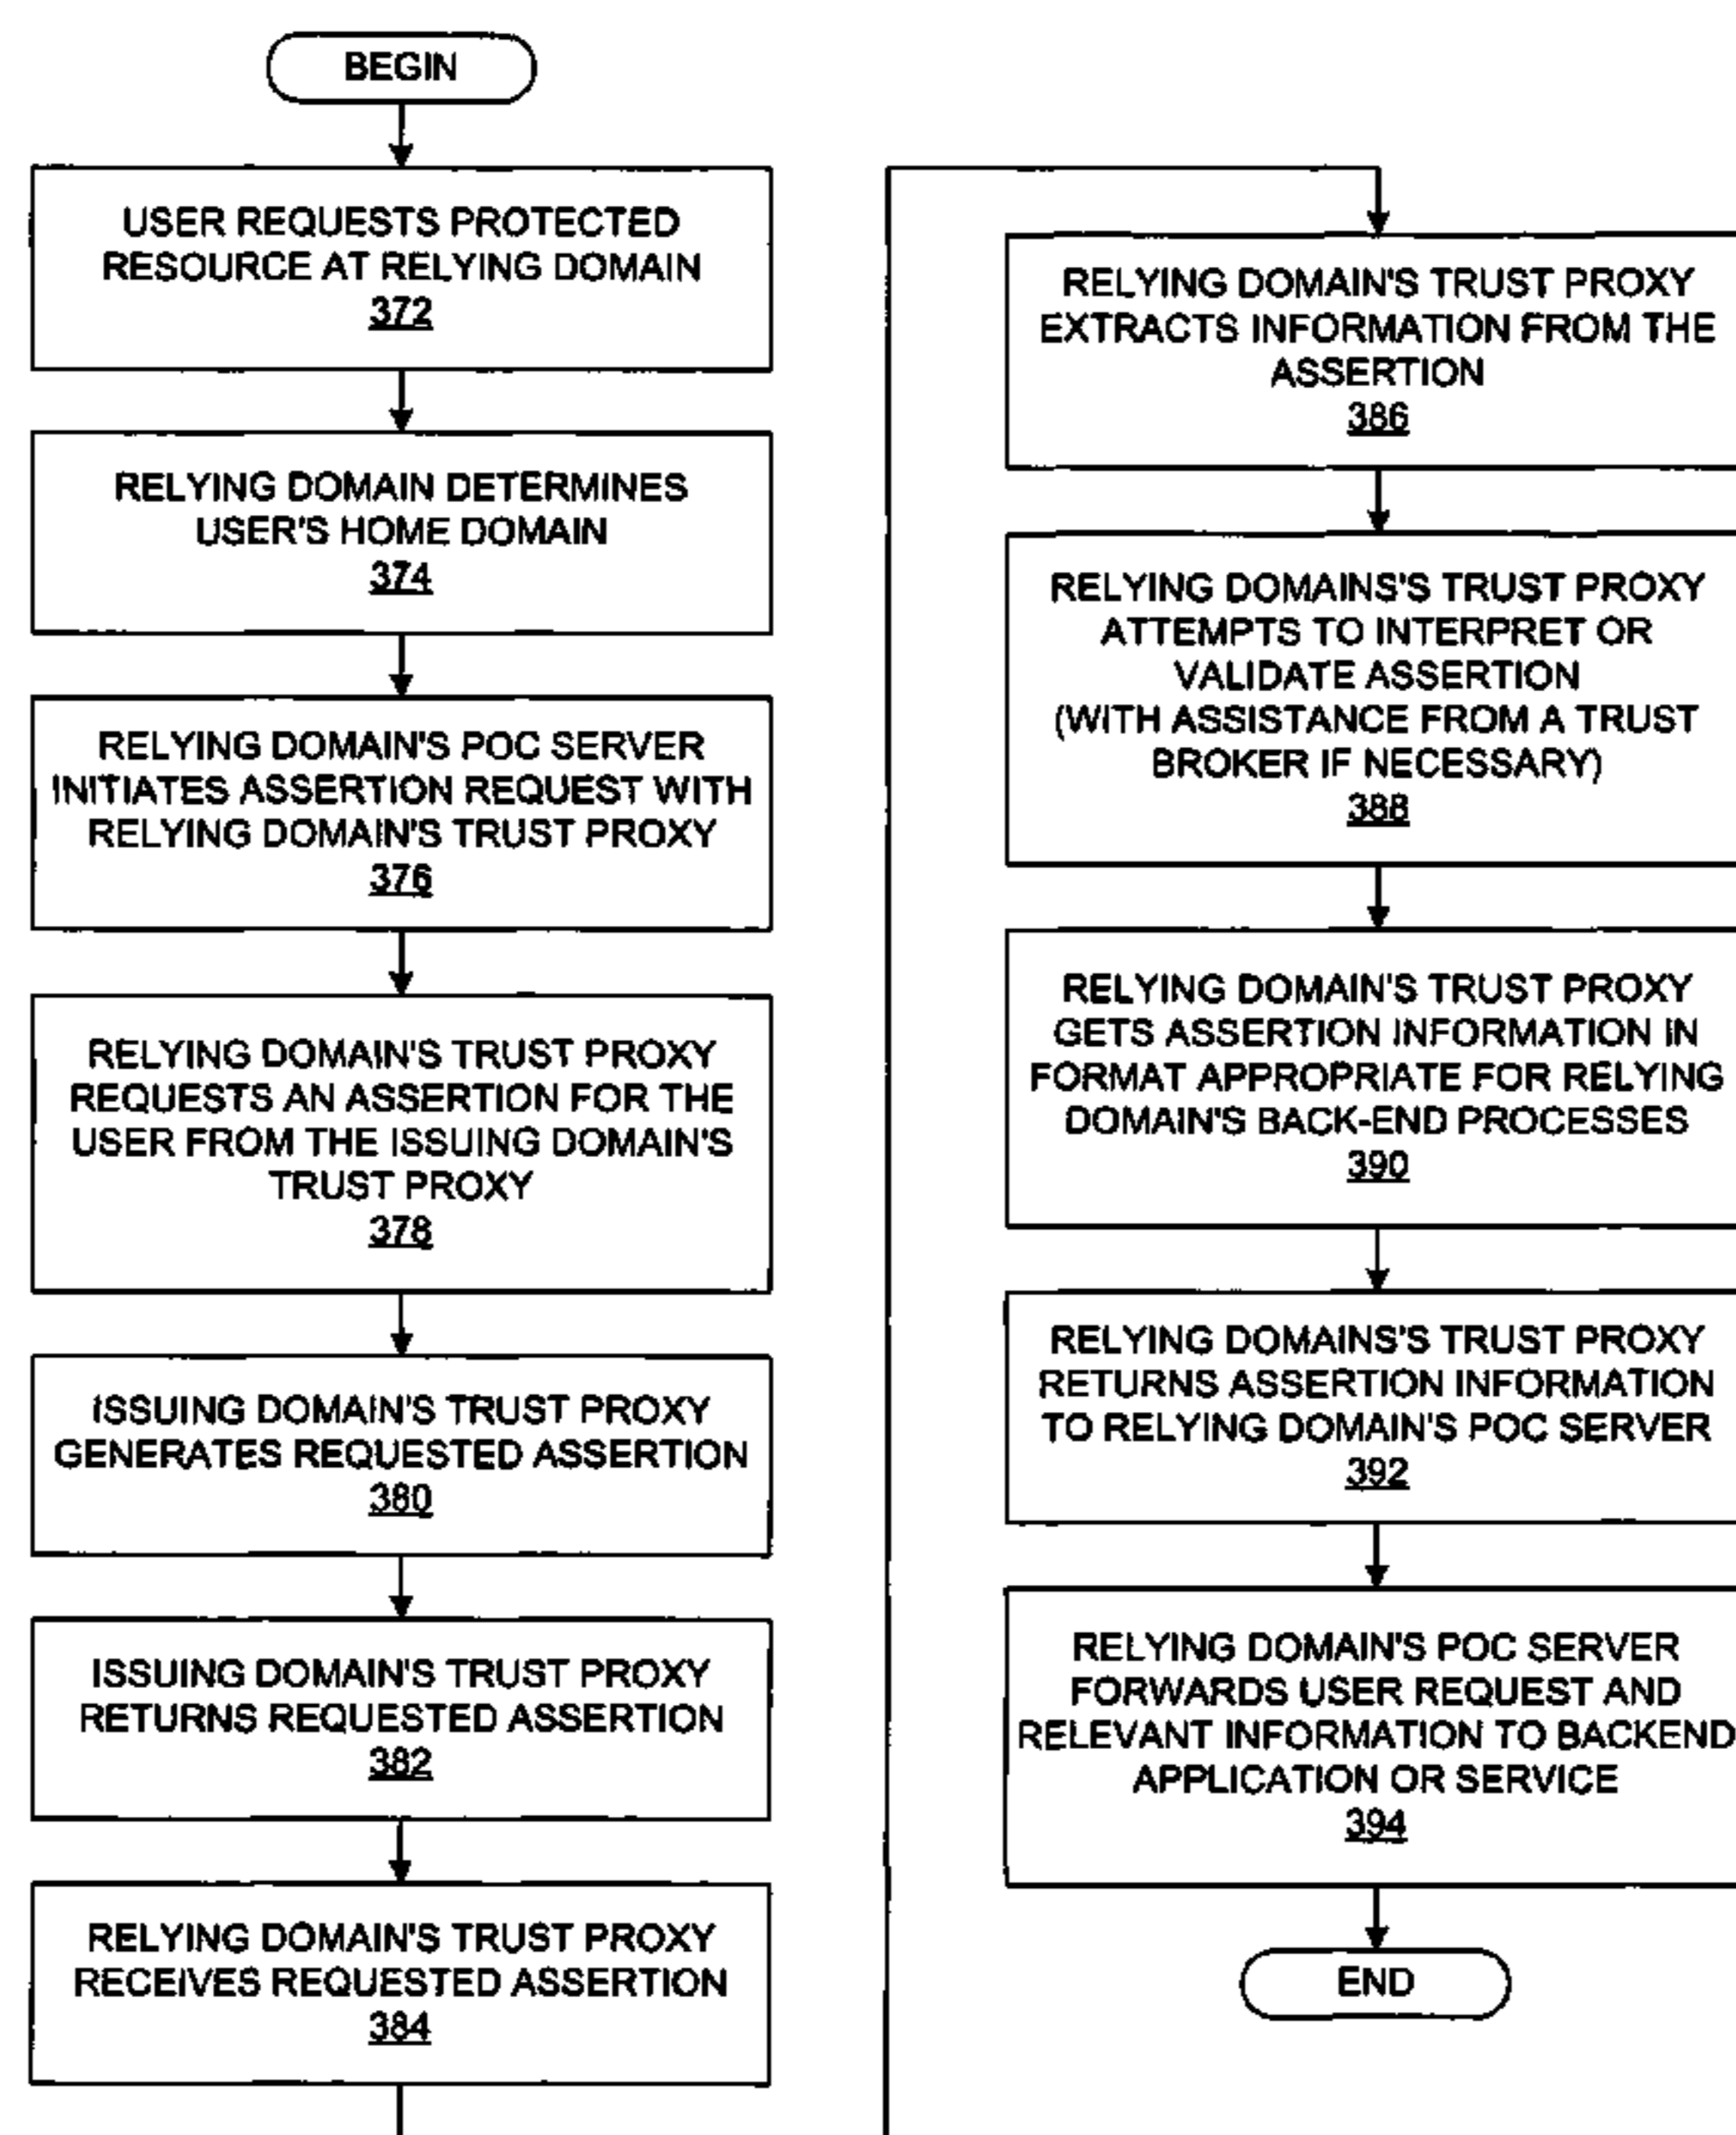 BEGIN
USER REQUESTS PROTECTED
RESOURCE AT RELYING DOMAIN
372
RELYING DOMAIN DETERMINES
USER'S HOME DOMAIN
374
RELYING DOMAIN'S POC SERVER
INITIATES ASSERTION REQUEST WITH
RELYING DOMAIN'S TRUST PROXY
376
RELYING DOMAIN'S TRUST PROXY
REQUESTS AN ASSERTION FOR THE
USER FROM THE ISSUING DOMAIN'S
TRUST PROXY
378
ISSUING DOMAIN'S TRUST PROXY
GENERATES REQUESTED ASSERTION
380
ISSUING DOMAIN'S TRUST PROXY
RETURNS REQUESTED ASSERTION
382
RELYING DOMAIN'S TRUST PROXY
RECEIVES REQUESTED ASSERTION
384
RELYING DOMAIN'S TRUST PROXY
EXTRACTS INFORMATION FROM THE
ASSERTION
386
RELYING DOMAINS'S TRUST PROXY
ATTEMPTS TO INTERPRET OR
VALIDATE ASSERTION
(WITH ASSISTANCE FROM A TRUST
BROKER IF NECESSARY)
388
RELYING DOMAIN'S TRUST PROXY
GETS ASSERTION INFORMATION IN
FORMAT APPROPRIATE FOR RELYING
DOMAIN'S BACK-END PROCESSES
390
RELYING DOMAINS'S TRUST PROXY
RETURNS ASSERTION INFORMATION
TO RELYING DOMAIN'S POC SERVER
392
RELYING DOMAIN'S POC SERVER
FORWARDS USER REQUEST AND
RELEVANT INFORMATION TO BACKEND
APPLICATION OR SERVICE
394
END